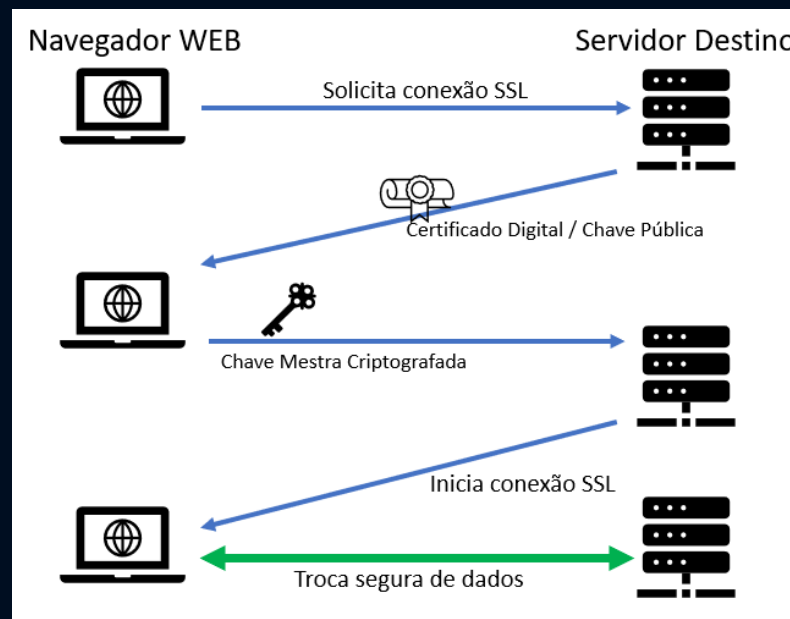 Navegador WEB
Servidor Destino
Solicita conexão SSL
Certificado Digital / Chave Pública
Chave Mestra Criptografada
Inicia conexão SSL
Troca segura de dados